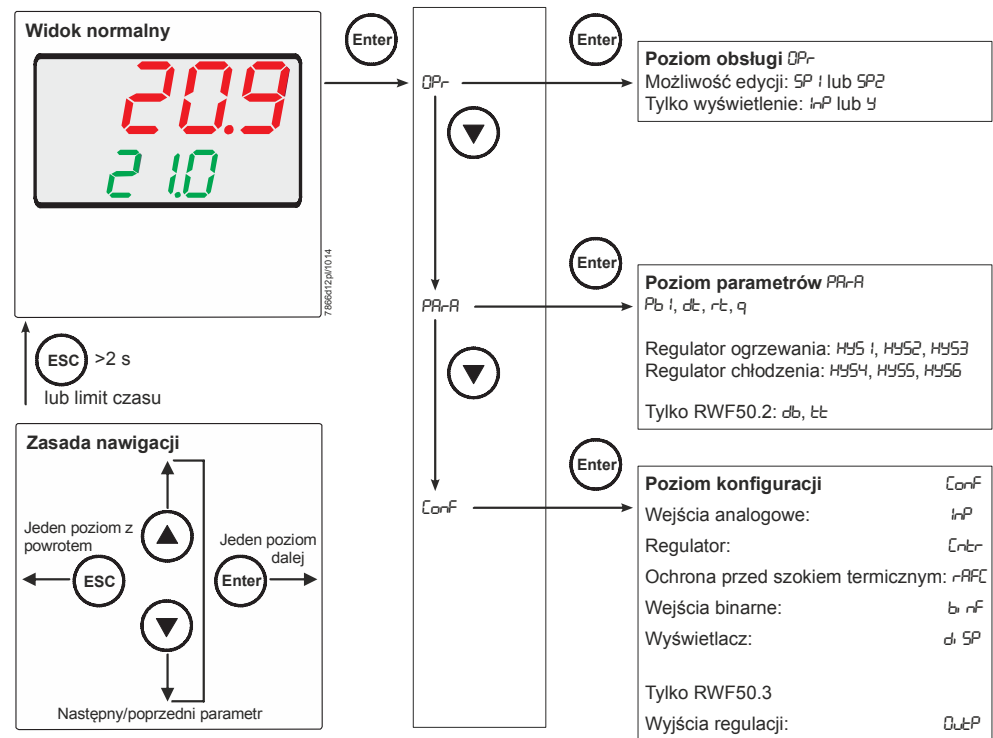 Widok normalny
20.9
21.0
7866d12pl/1014
ESC >2 s
lub limit czasu
Zasada nawigacji
Jeden poziom z
powrotem
ESC
Jeden poziom
dalej
Enter
Następny/poprzedni parametr
Enter
OPr
PArA
ConF
Enter
Poziom obsługi OPr
Możliwość edycji: SP1 lub SP2
Tylko wyświetlenie: InP lub Y
Enter
Poziom parametrów PArA
Pb1, dt, rt, q
Regulator ogrzewania: HYS1, HYS2, HYS3
Regulator chłodzenia: HYS4, HYS5, HYS6
Tylko RWF50.2: db, tt
Enter
Poziom konfiguracji ConF
Wejścia analogowe: InP
Regulator: Cntr
Ochrona przed szokiem termicznym: rAFC
Wejścia binarne: binF
Wyświetlacz: diSP
Tylko RWF50.3
Wyjścia regulacji: OutP